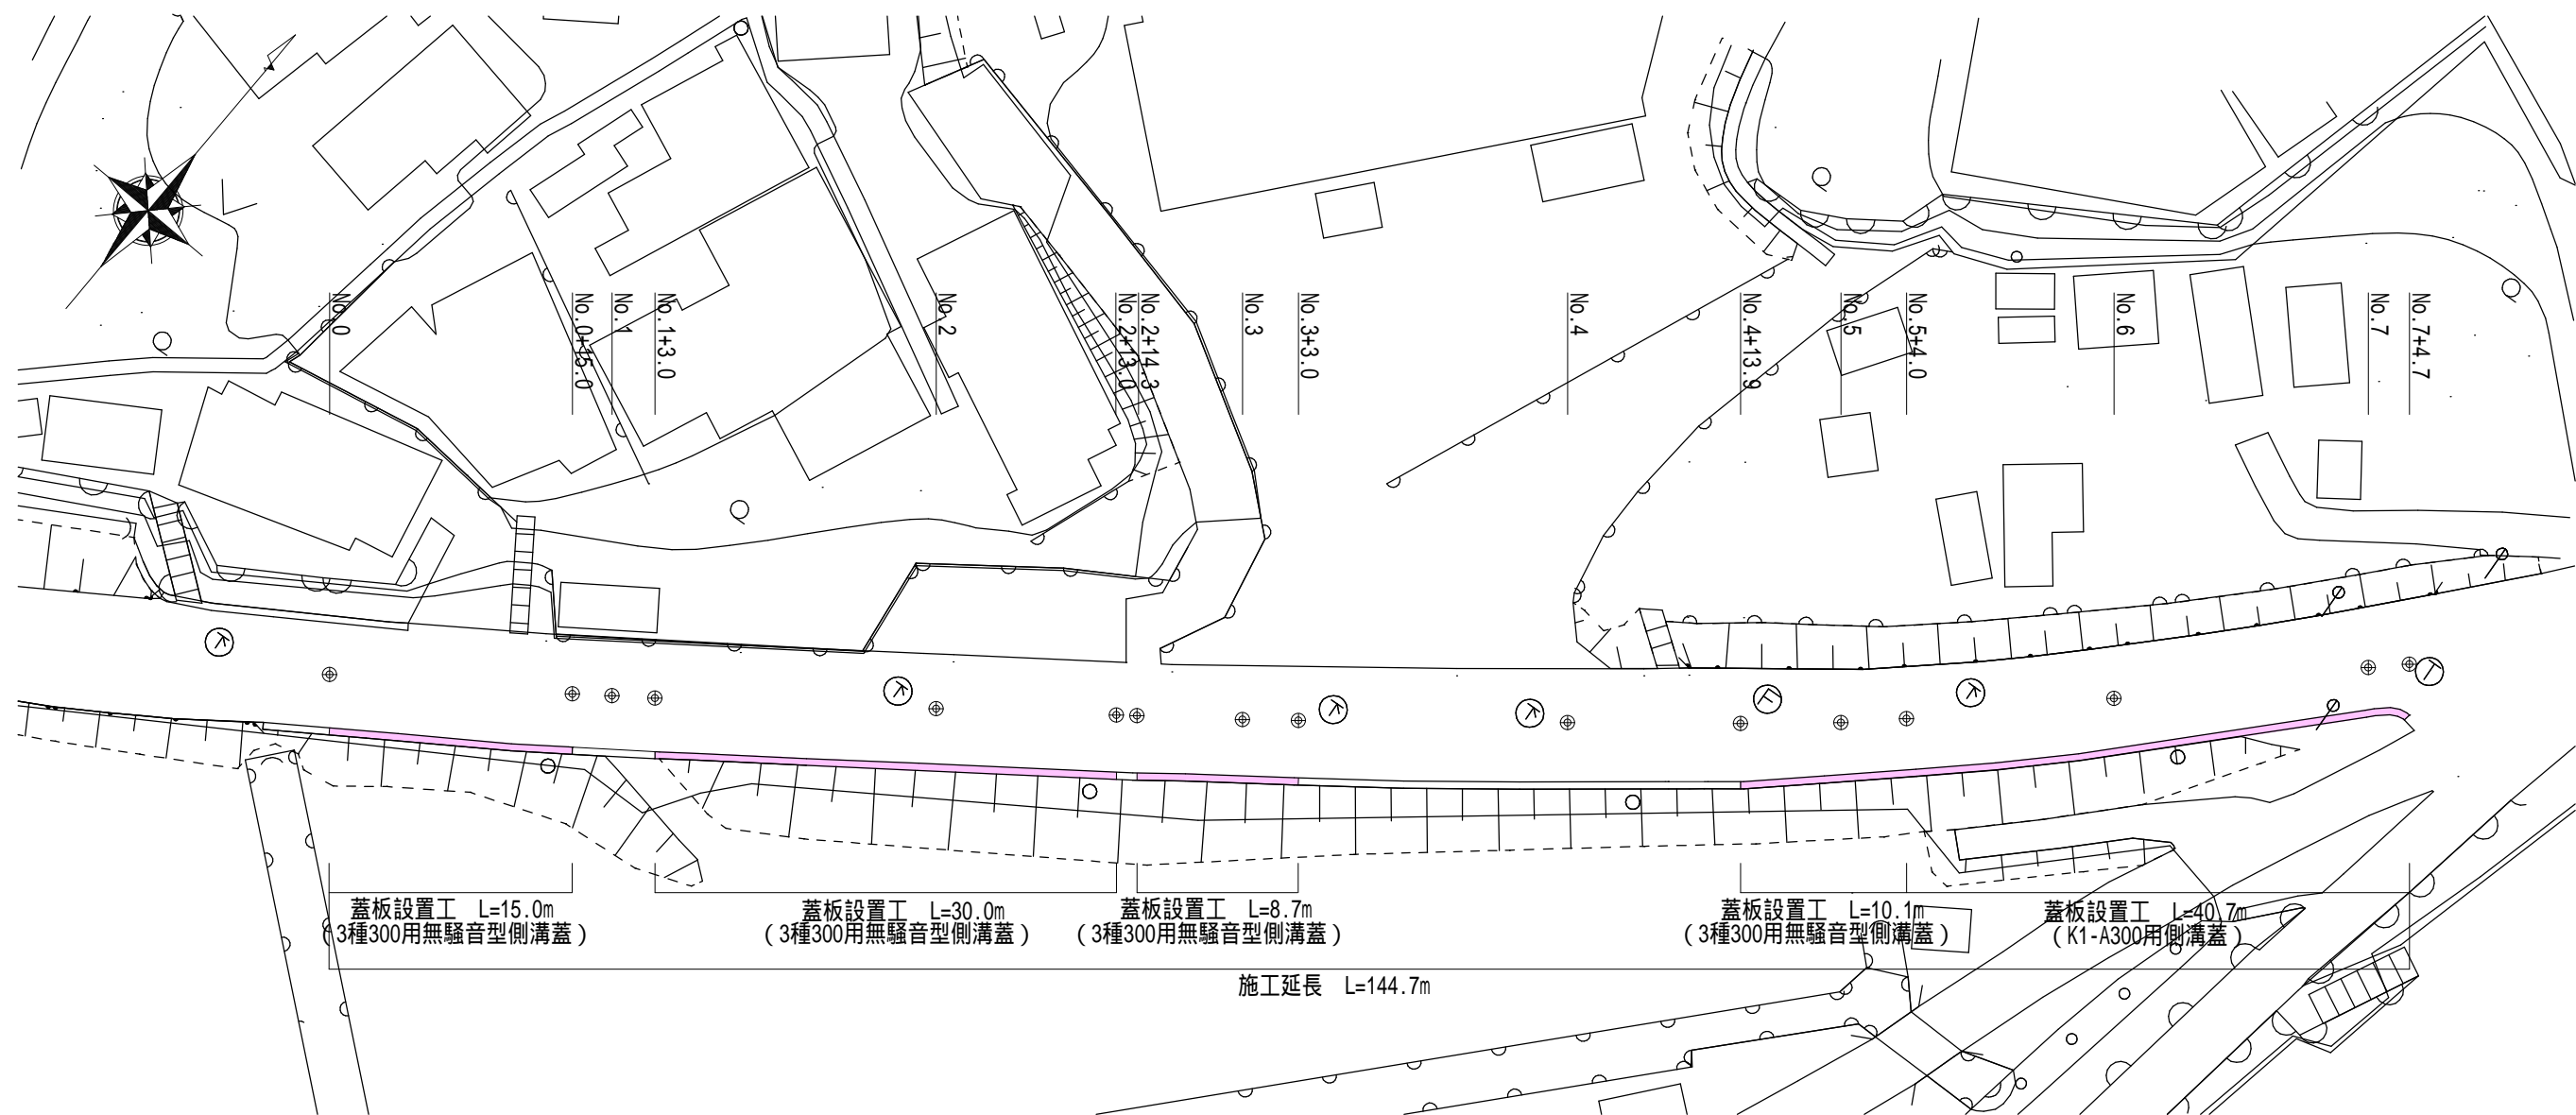 No.0
No.0+15.0
No.1
No.1+3.0
No.2
No.2+13.0
No.2+14.3
No.3
No.3+3.0
No.4
No.4+13.9
No.5
No.5+4.0
No.6
No.7
No.7+4.7
蓋板設置工 L=15.0m
(3種300用無騒音型側溝蓋)
蓋板設置工 L=30.0m
(3種300用無騒音型側溝蓋)
蓋板設置工 L=8.7m
(3種300用無騒音型側溝蓋)
蓋板設置工 L=10.1m
(3種300用無騒音型側溝蓋)
蓋板設置工 L=40.7m
(K1-A300用側溝蓋)
施工延長 L=144.7m